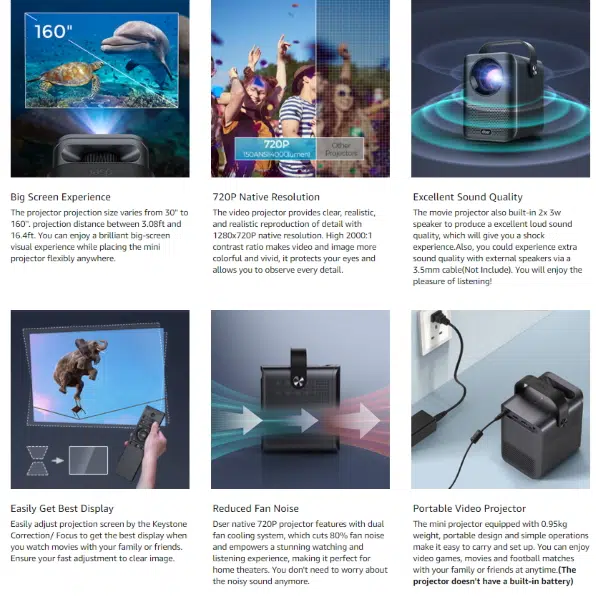 160"
720P
150ANSI/400lument
Other
Projectors
Big Screen Experience
The projector projection size varies from 30" to
160", projection distance between 3.08ft and
16.4ft. You can enjoy a brilliant big-screen
visual experience while placing the mini
projector flexibly anywhere.
720P Native Resolution
The video projector provides clear, realistic,
and realistic reproduction of detail with
1280x720P native resolution. High 2000:1
contrast ratio makes video and image more
colorful and vivid, it protects your eyes and
allows you to observe every detail.
Excellent Sound Quality
The movie projector also built-in 2x 3w
speaker to produce a excellent loud sound
quality, which will give you a shock
experience.Also, you could experience extra
sound quality with external speakers via a
3.5mm cable(Not Include). You will enjoy the
pleasure of listening!
Easily Get Best Display
Easily adjust projection screen by the Keystone
Correction/ Focus to get the best display when
you watch movies with your family or friends.
Ensure your fast adjustment to clear image.
Reduced Fan Noise
Dser native 720P projector features with dual
fan cooling system, which cuts 80% fan noise
and empowers a stunning watching and
listening experience, making it perfect for
home theaters. You don't need to worry about
the noisy sound anymore.
Portable Video Projector
The mini projector equipped with 0.95kg
weight, portable design and simple operations
make it easy to carry and set up. You can enjoy
video games, movies and football matches
with your family or friends at anytime.(The
projector doesn't have a built-in battery)